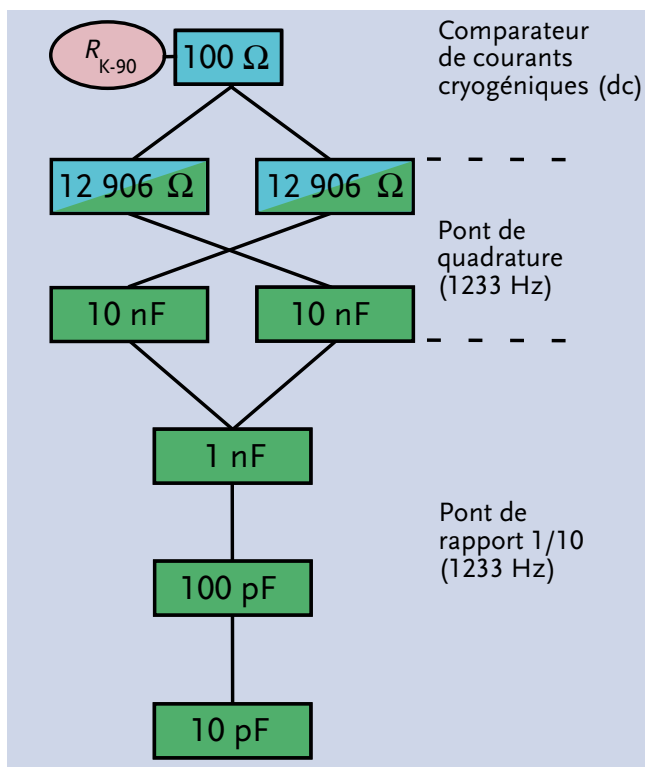 R K-90
100 Ω
Comparateur
de courants
cryogéniques (dc)
12 906 Ω
12 906 Ω
Pont de
quadrature
(1233 Hz)
10 nF
10 nF
1 nF
Pont de
rapport 1/10
(1233 Hz)
100 pF
10 pF